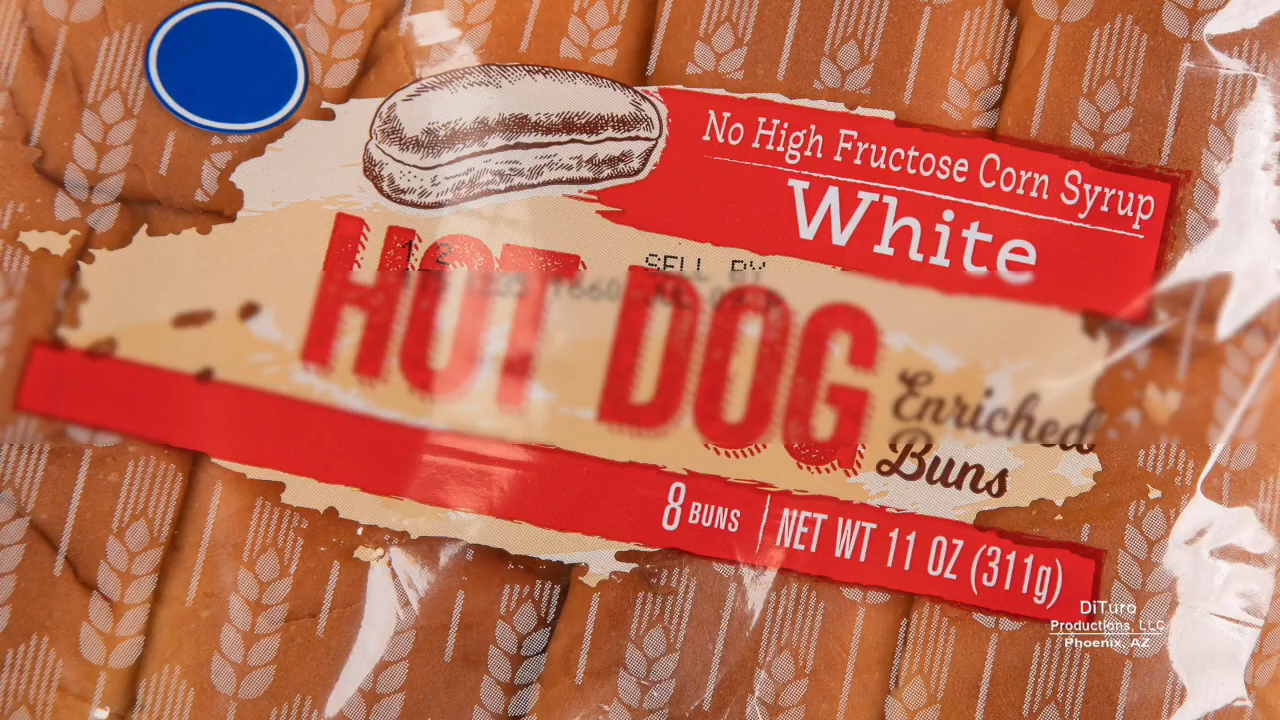 No High Fructose Corn Syrup
White
SELL BY
HOT DOG
Enriched
Buns
8 BUNS | NET WT 11 OZ (311g)
DiTuro
Productions, LLC
Phoenix, AZ